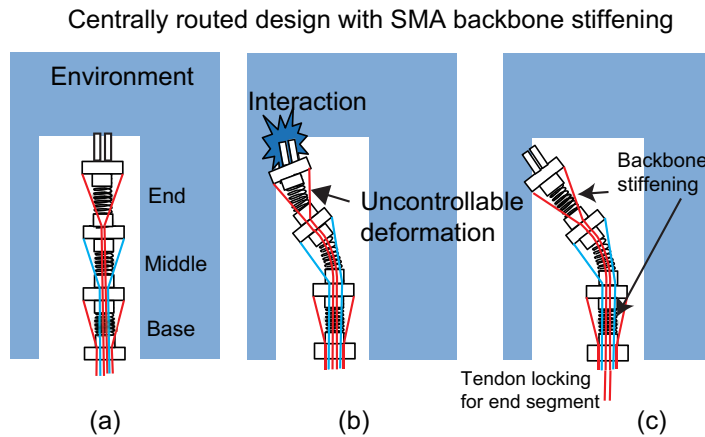 Centrally routed design with SMA backbone stiffening
Environment
End
Middle
Base
(a)
Interaction
Uncontrollable
deformation
(b)
Backbone
stiffening
Tendon locking
for end segment
(c)